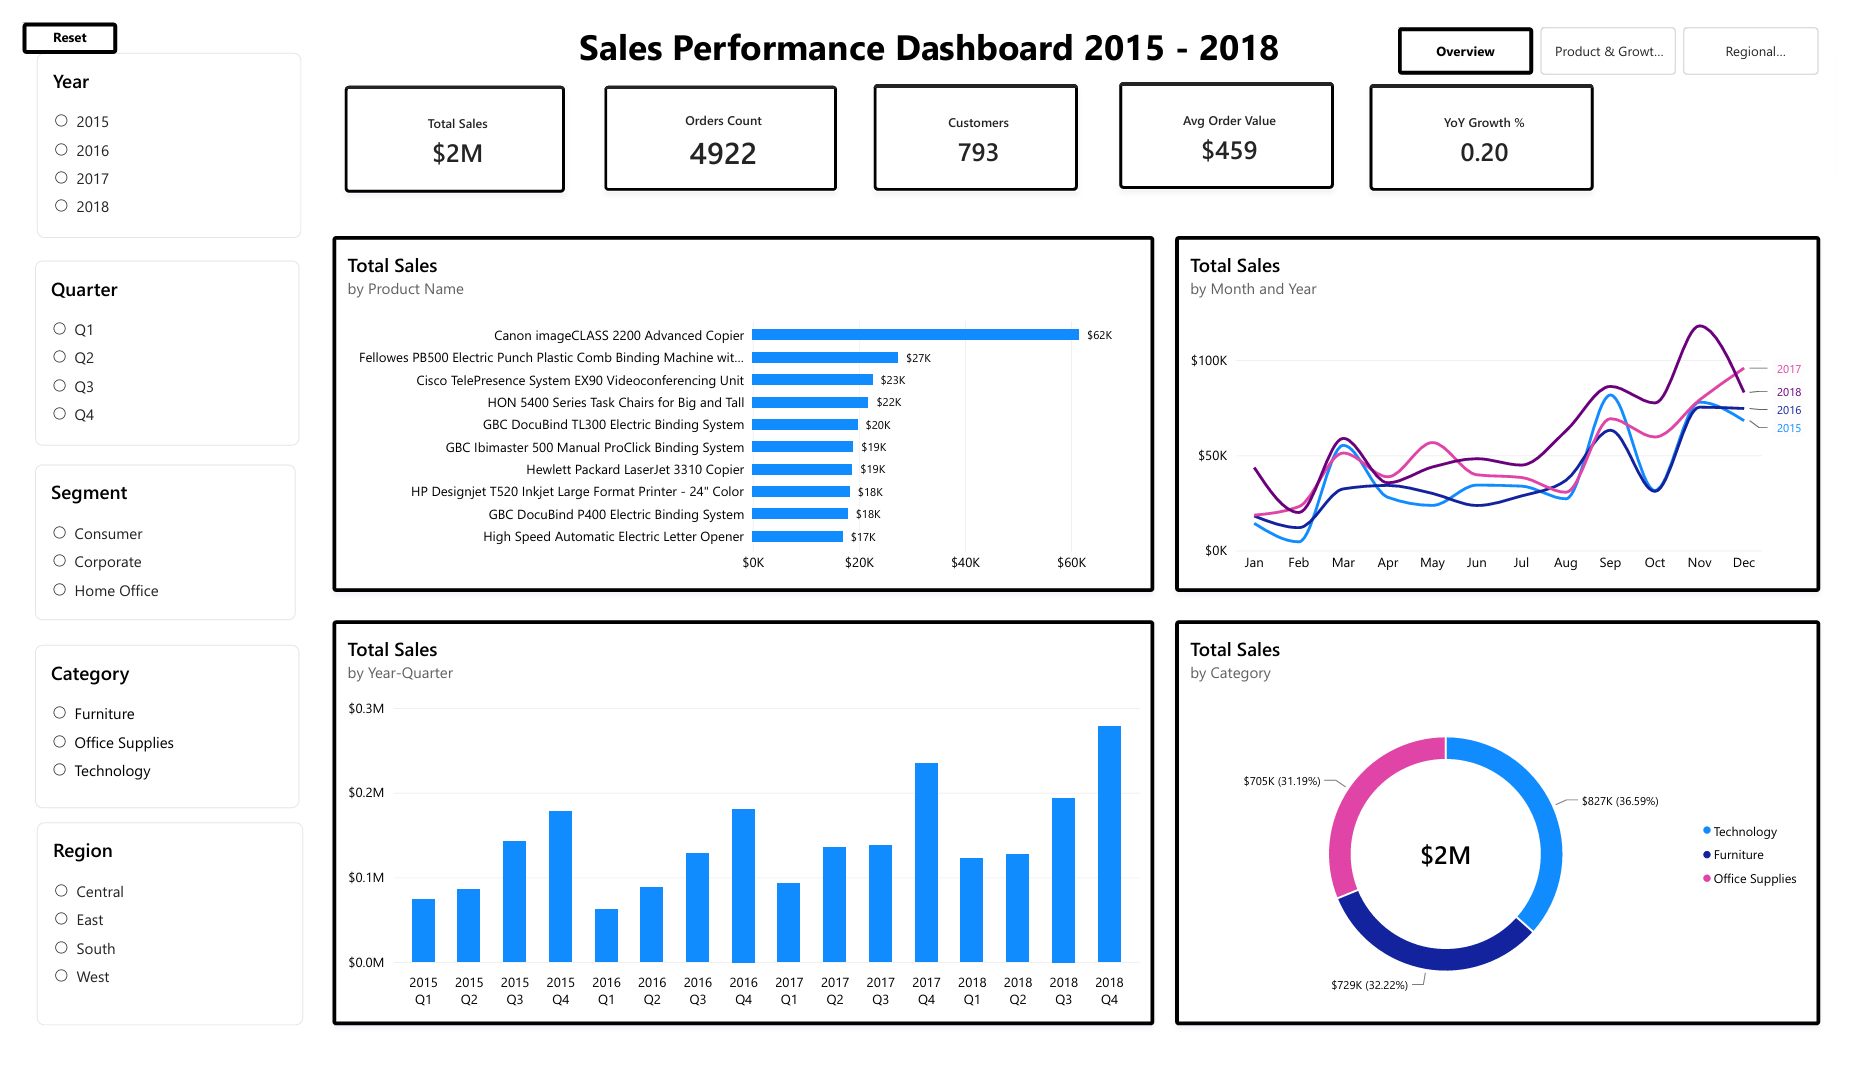 Reset
Sales Performance Dashboard 2015 - 2018
Overview
Product & Growt...
Regional...
Year
2015
2016
2017
2018
Quarter
Q1
Q2
Q3
Q4
Segment
Consumer
Corporate
Home Office
Category
Furniture
Office Supplies
Technology
Region
Central
East
South
West
Total Sales
$2M
Orders Count
4922
Customers
793
Avg Order Value
$459
YoY Growth %
0.20
Total Sales
by Product Name
Canon imageCLASS 2200 Advanced Copier $62K
Fellowes PB500 Electric Punch Plastic Comb Binding Machine wit... $27K
Cisco TelePresence System EX90 Videoconferencing Unit $23K
HON 5400 Series Task Chairs for Big and Tall $22K
GBC DocuBind TL300 Electric Binding System $20K
GBC Ibimaster 500 Manual ProClick Binding System $19K
Hewlett Packard LaserJet 3310 Copier $19K
HP Designjet T520 Inkjet Large Format Printer - 24" Color $18K
GBC DocuBind P400 Electric Binding System $18K
High Speed Automatic Electric Letter Opener $17K
$0K $20K $40K $60K
Total Sales
by Month and Year
$100K
$50K
$0K
2017
2018
2016
2015
Jan Feb Mar Apr May Jun Jul Aug Sep Oct Nov Dec
Total Sales
by Year-Quarter
$0.3M
$0.2M
$0.1M
$0.0M
2015 2015 2015 2015 2016 2016 2016 2016 2017 2017 2017 2017 2018 2018 2018 2018
Q1 Q2 Q3 Q4 Q1 Q2 Q3 Q4 Q1 Q2 Q3 Q4 Q1 Q2 Q3 Q4
Total Sales
by Category
$705K (31.19%)
$827K (36.59%)
$2M
$729K (32.22%)
Technology
Furniture
Office Supplies